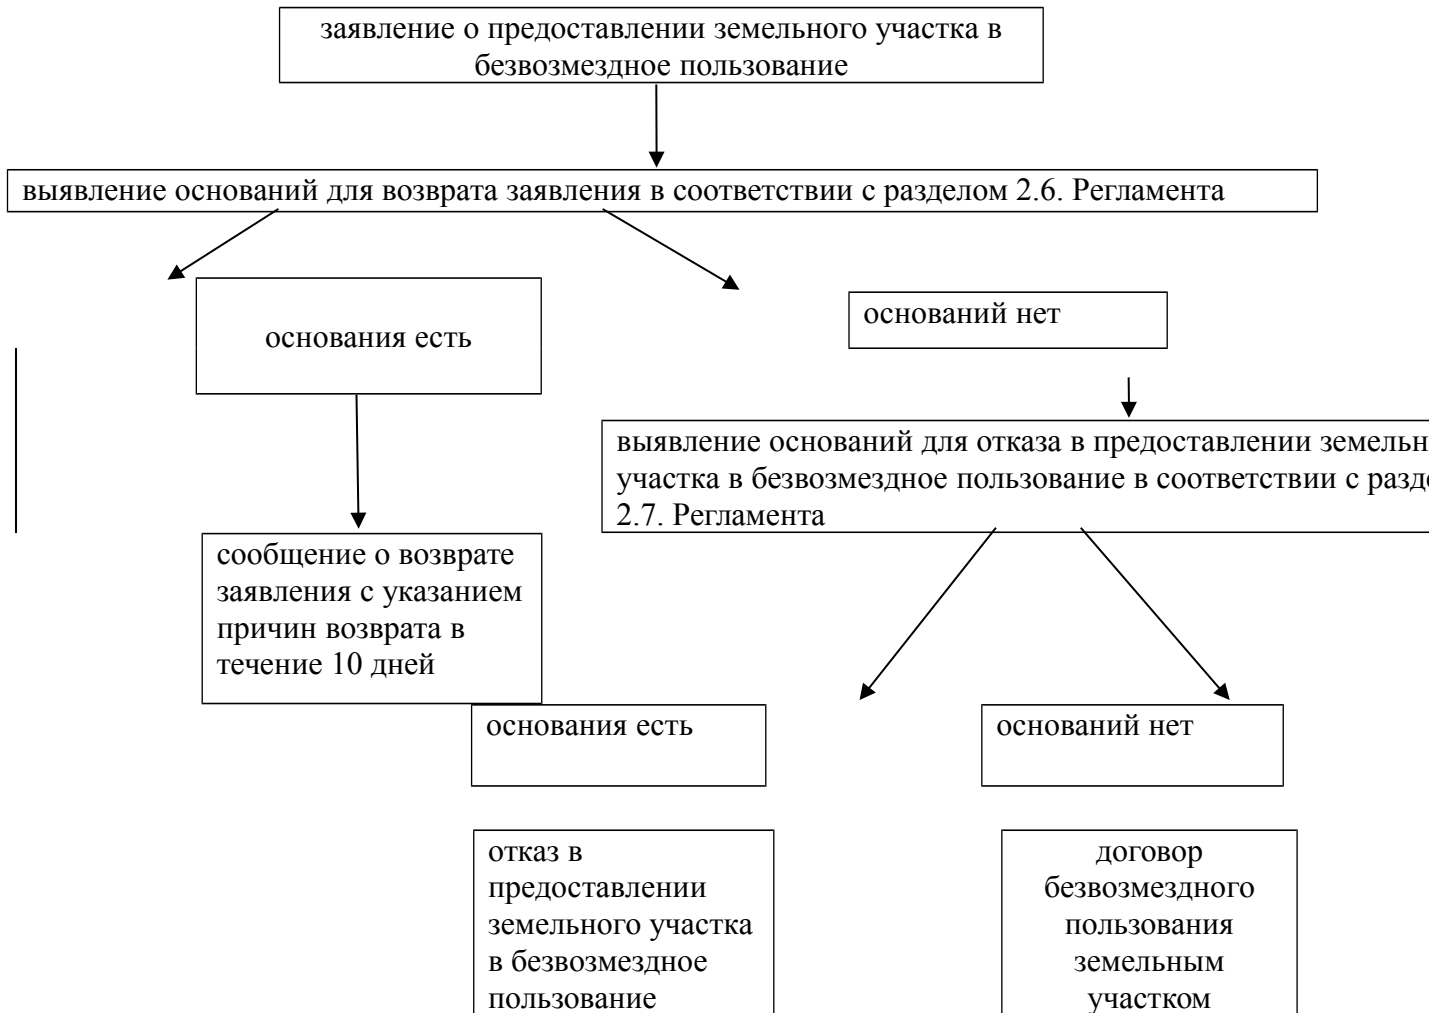 заявление о предоставлении земельного участка в
безвозмездное пользование
выявление оснований для возврата заявления в соответствии с разделом 2.6. Регламента
основания есть
оснований нет
выявление оснований для отказа в предоставлении
участка в безвозмездное пользование в соответствии с
2.7. Регламента
сообщение о возврате
заявления с указанием
причин возврата в
течение 10 дней
основания есть
оснований нет
отказ в
предоставлении
земельного участка
в безвозмездное
пользование
договор
безвозмездного
пользования
земельным
участком